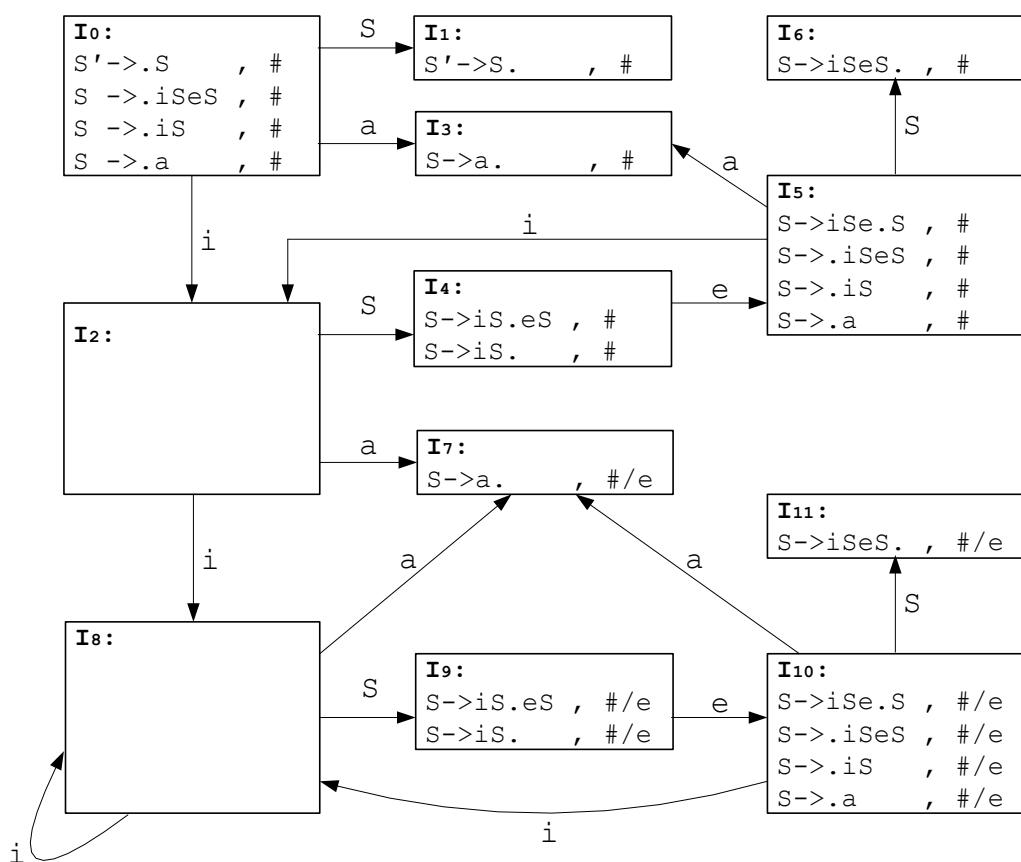 I0:
S'->.S , #
S ->.iSeS , #
S ->.iS , #
S ->.a , #
S
I1:
S'->S. , #
I6:
S->iSeS. , #
a
I3:
S->a. , #
S
a
I5:
S->iSe.S , #
S->.iSeS , #
S->.iS , #
S->.a , #
i
i
I2:
S
I4:
S->iS.eS , #
S->iS. , #
e
a
I7:
S->a. , #/e
I11:
S->iSeS. , #/e
i
a
a
S
I8:
S
I9:
S->iS.eS , #/e
S->iS. , #/e
e
I10:
S->iSe.S , #/e
S->.iSeS , #/e
S->.iS , #/e
S->.a , #/e
i
i